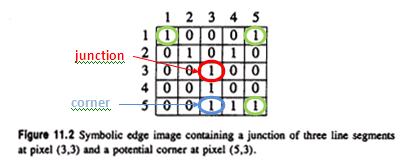 1 2 3 4 5
1 1 0 0 0 1
2 0 1 0 1 0
junction
3 0 0 1 0 0
4 0 0 1 0 0
corner
5 0 0 1 1 1
Figure 11.2 Symbolic edge image containing a junction of three line segments
at pixel (3,3) and a potential corner at pixel (5,3).